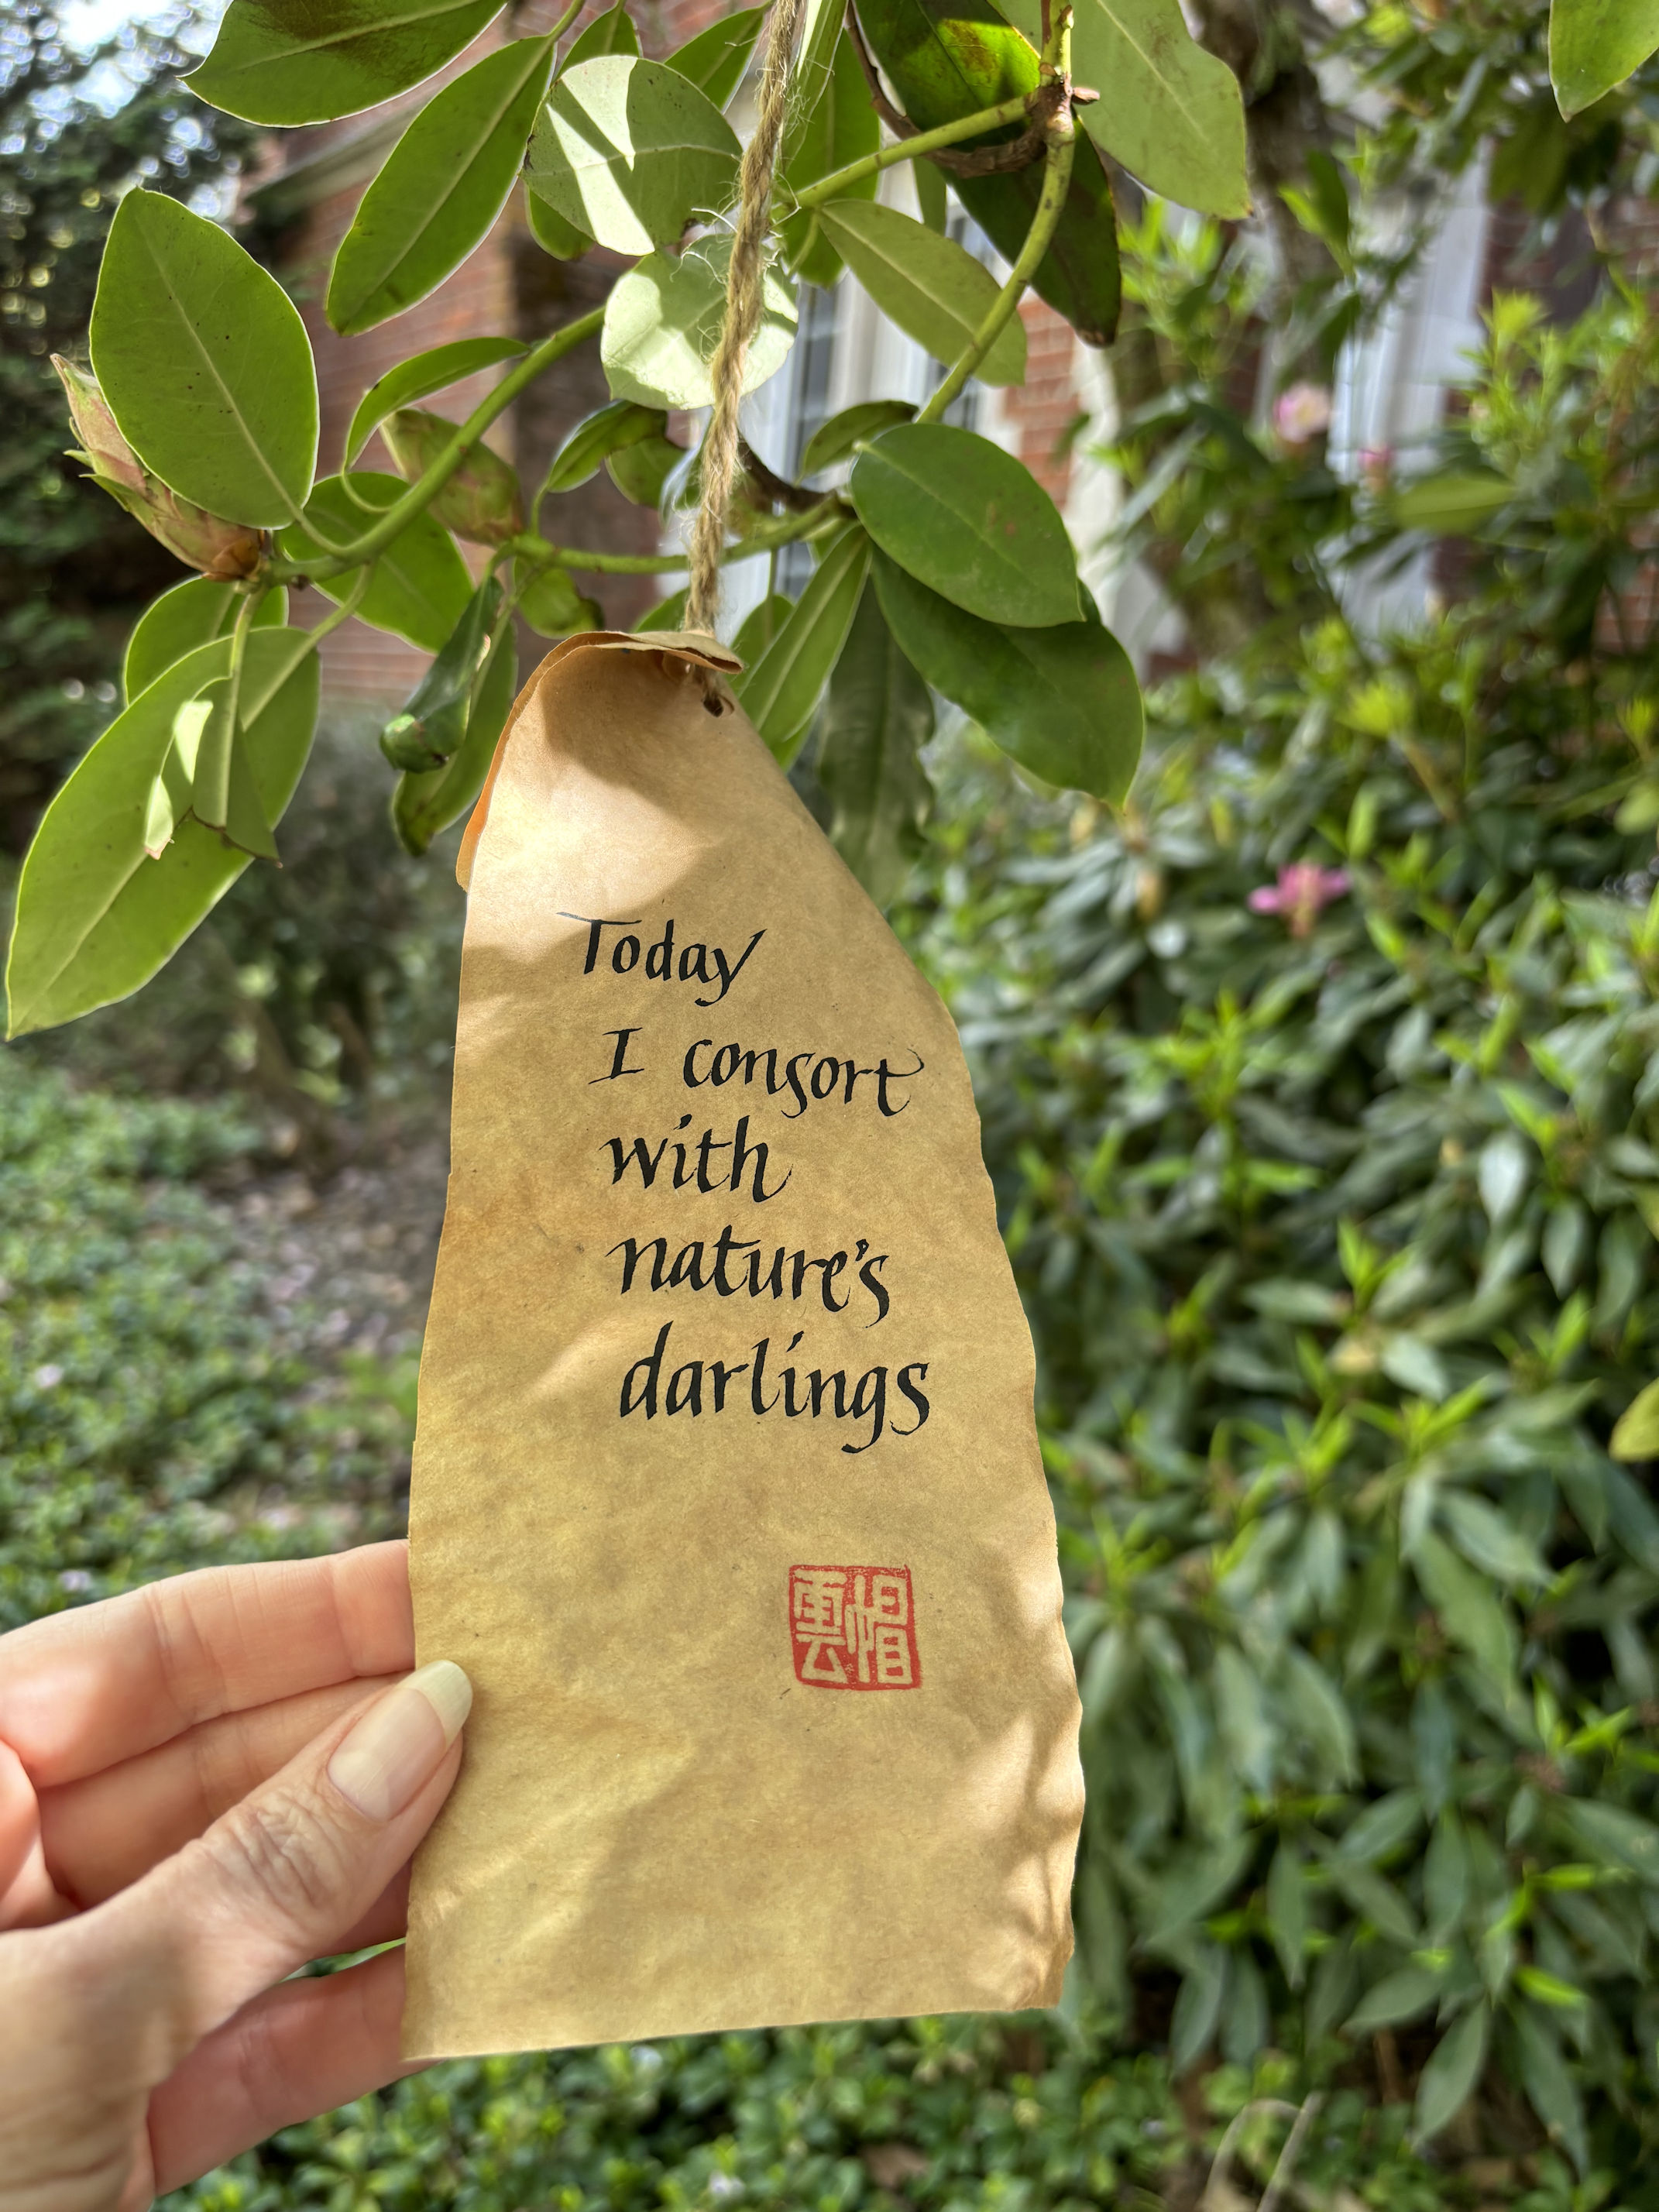 Today
I consort
with
nature's
darlings